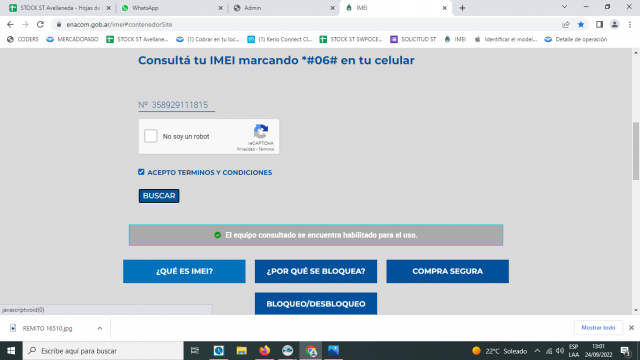 STOCK ST Avellaneda - Hojas de
WhatsApp
Admin
IMEI
enacom.gob.ar/imei#contenedorSite
CODERS
MERCADOPAGO
STOCK ST Avellane...
(1) Cobrar en tu loc...
(1) Kerio Connect Cl...
STOCK ST SWPOCE...
SOLICITUD ST
IMEI
Identificar el model...
Detalle de operación
Consultá tu IMEI marcando *#06# en tu celular
Nº 358929111815
No soy un robot
reCAPTCHA
Privacidad - Términos
ACEPTO TERMINOS Y CONDICIONES
BUSCAR
El equipo consultado se encuentra habilitado para el uso.
¿QUÉ ES IMEI?
¿POR QUÉ SE BLOQUEA?
COMPRA SEGURA
BLOQUEO/DESBLOQUEO
javascript:void(0)
REMITO 16510.jpg
Mostrar todo
Escribe aquí para buscar
22°C Soleado
ESP
LAA
13:01
24/09/2022